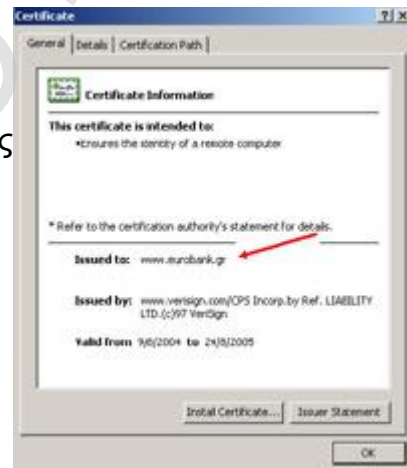 Certificate
General Details Certification Path
Certificate Information
This certificate is intended to:
•Ensures the identity of a remote computer
* Refer to the certification authority's statement for details.
Issued to: www.eurobank.gr
Issued by: www.verisign.com/CPS Incorp.by Ref. LIABILITY
LTD.(c)97 VeriSign
Valid from 9/6/2004 to 24/8/2005
Install Certificate... Issuer Statement
OK
ς